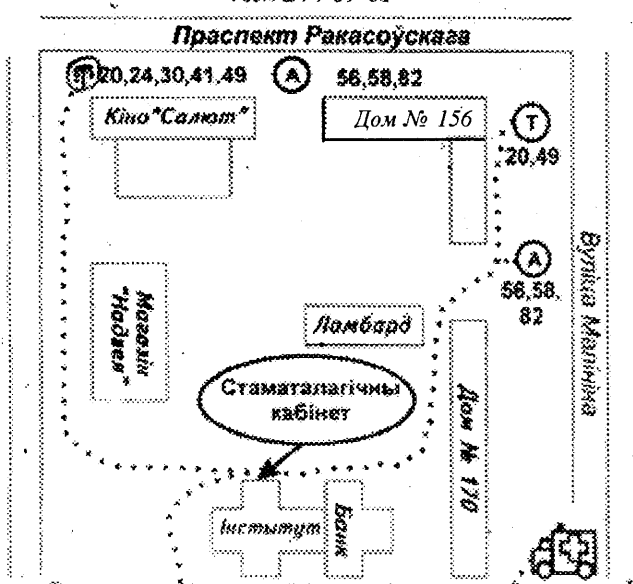 Праспект Ракасоўскага
Т 20,24,30,41,49 А 56,58,82
Кіно "Салют"
Дом № 156
Т
20,49
А
56,58,
82
Вуліца Малініна
Магазін
"Надзея"
Ламбард
Стаматалагічны
кабінет
Дом № 170
Інстытут
Банк